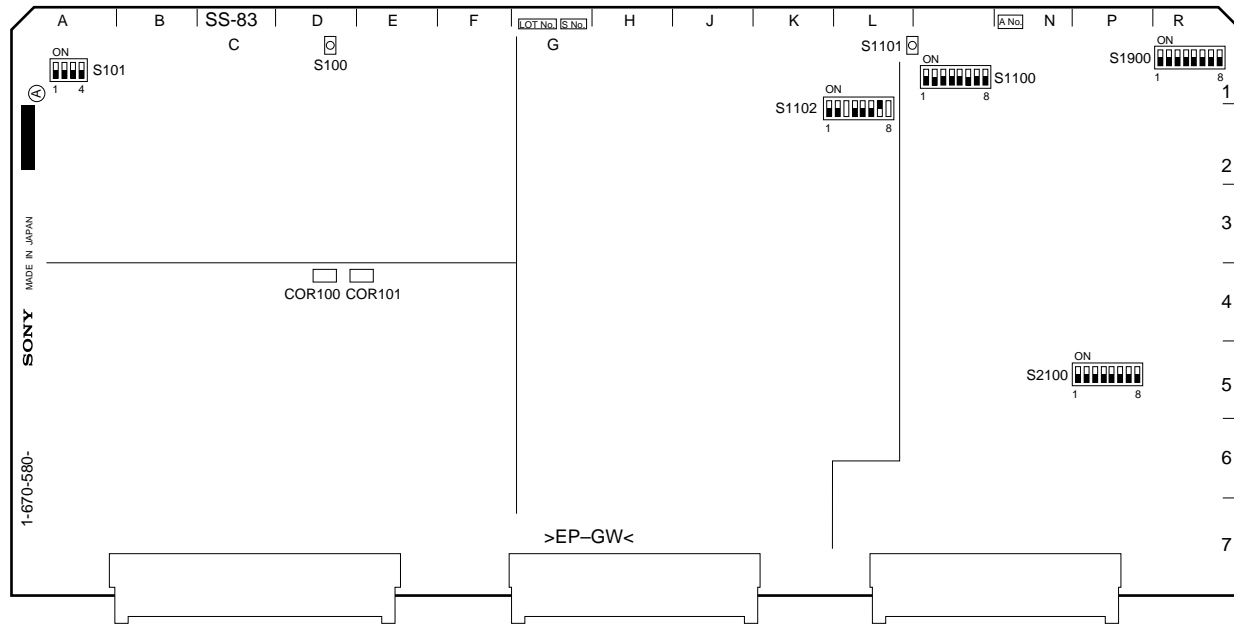 A B SS-83 D E F LOT No. S No. H J K L A No. N P R
C G
S100
ON
S101
1 4
A
S1101
ON
S1100
1 8
ON
S1900
1 8
ON
S1102
1 8
1
2
3
4
5
6
7
MADE IN JAPAN
SONY
1-670-580-
COR100 COR101
ON
S2100
1 8
>EP–GW<